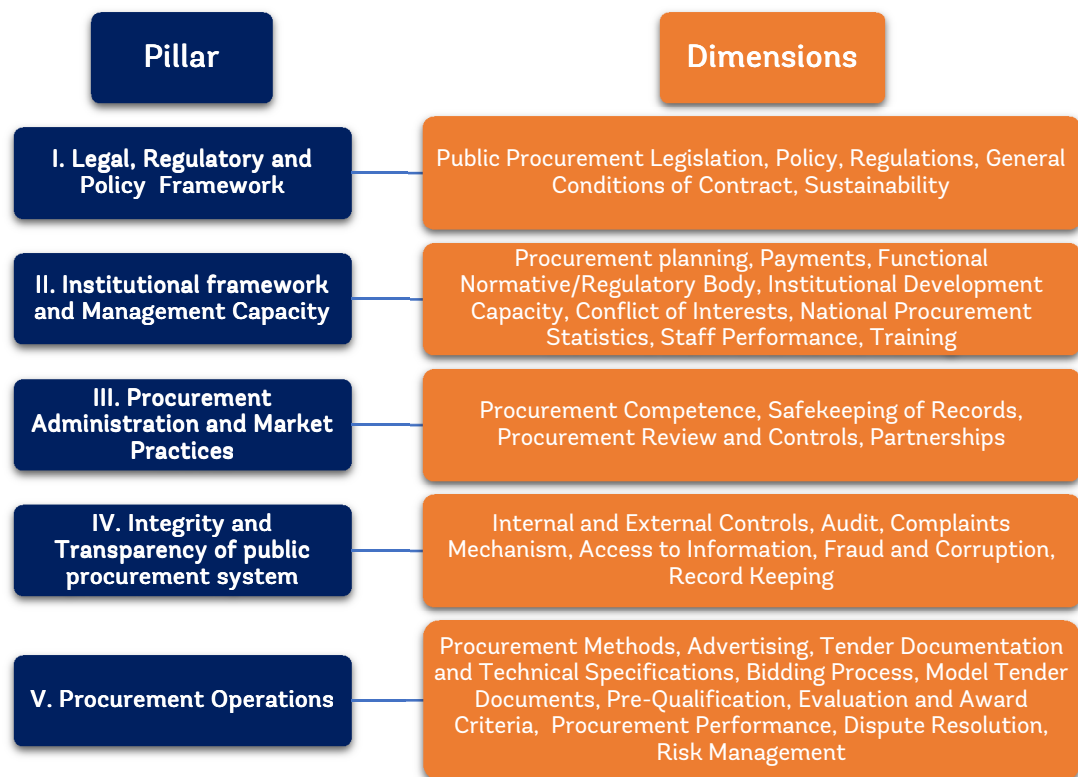 Pillar
Dimensions
I. Legal, Regulatory and
Policy  Framework
Public Procurement Legislation, Policy, Regulations, General
Conditions of Contract, Sustainability
II. Institutional framework
and Management Capacity
Procurement planning, Payments, Functional
Normative/Regulatory Body, Institutional Development
Capacity, Conflict of Interests, National Procurement
Statistics, Staff Performance, Training
III. Procurement
Administration and Market
Practices
Procurement Competence, Safekeeping of Records,
Procurement Review and Controls, Partnerships
IV. Integrity and
Transparency of public
procurement system
Internal and External Controls, Audit, Complaints
Mechanism, Access to Information, Fraud and Corruption,
Record Keeping
V. Procurement Operations
Procurement Methods, Advertising, Tender Documentation
and Technical Specifications, Bidding Process, Model Tender
Documents, Pre-Qualification, Evaluation and Award
Criteria,  Procurement Performance, Dispute Resolution,
Risk Management